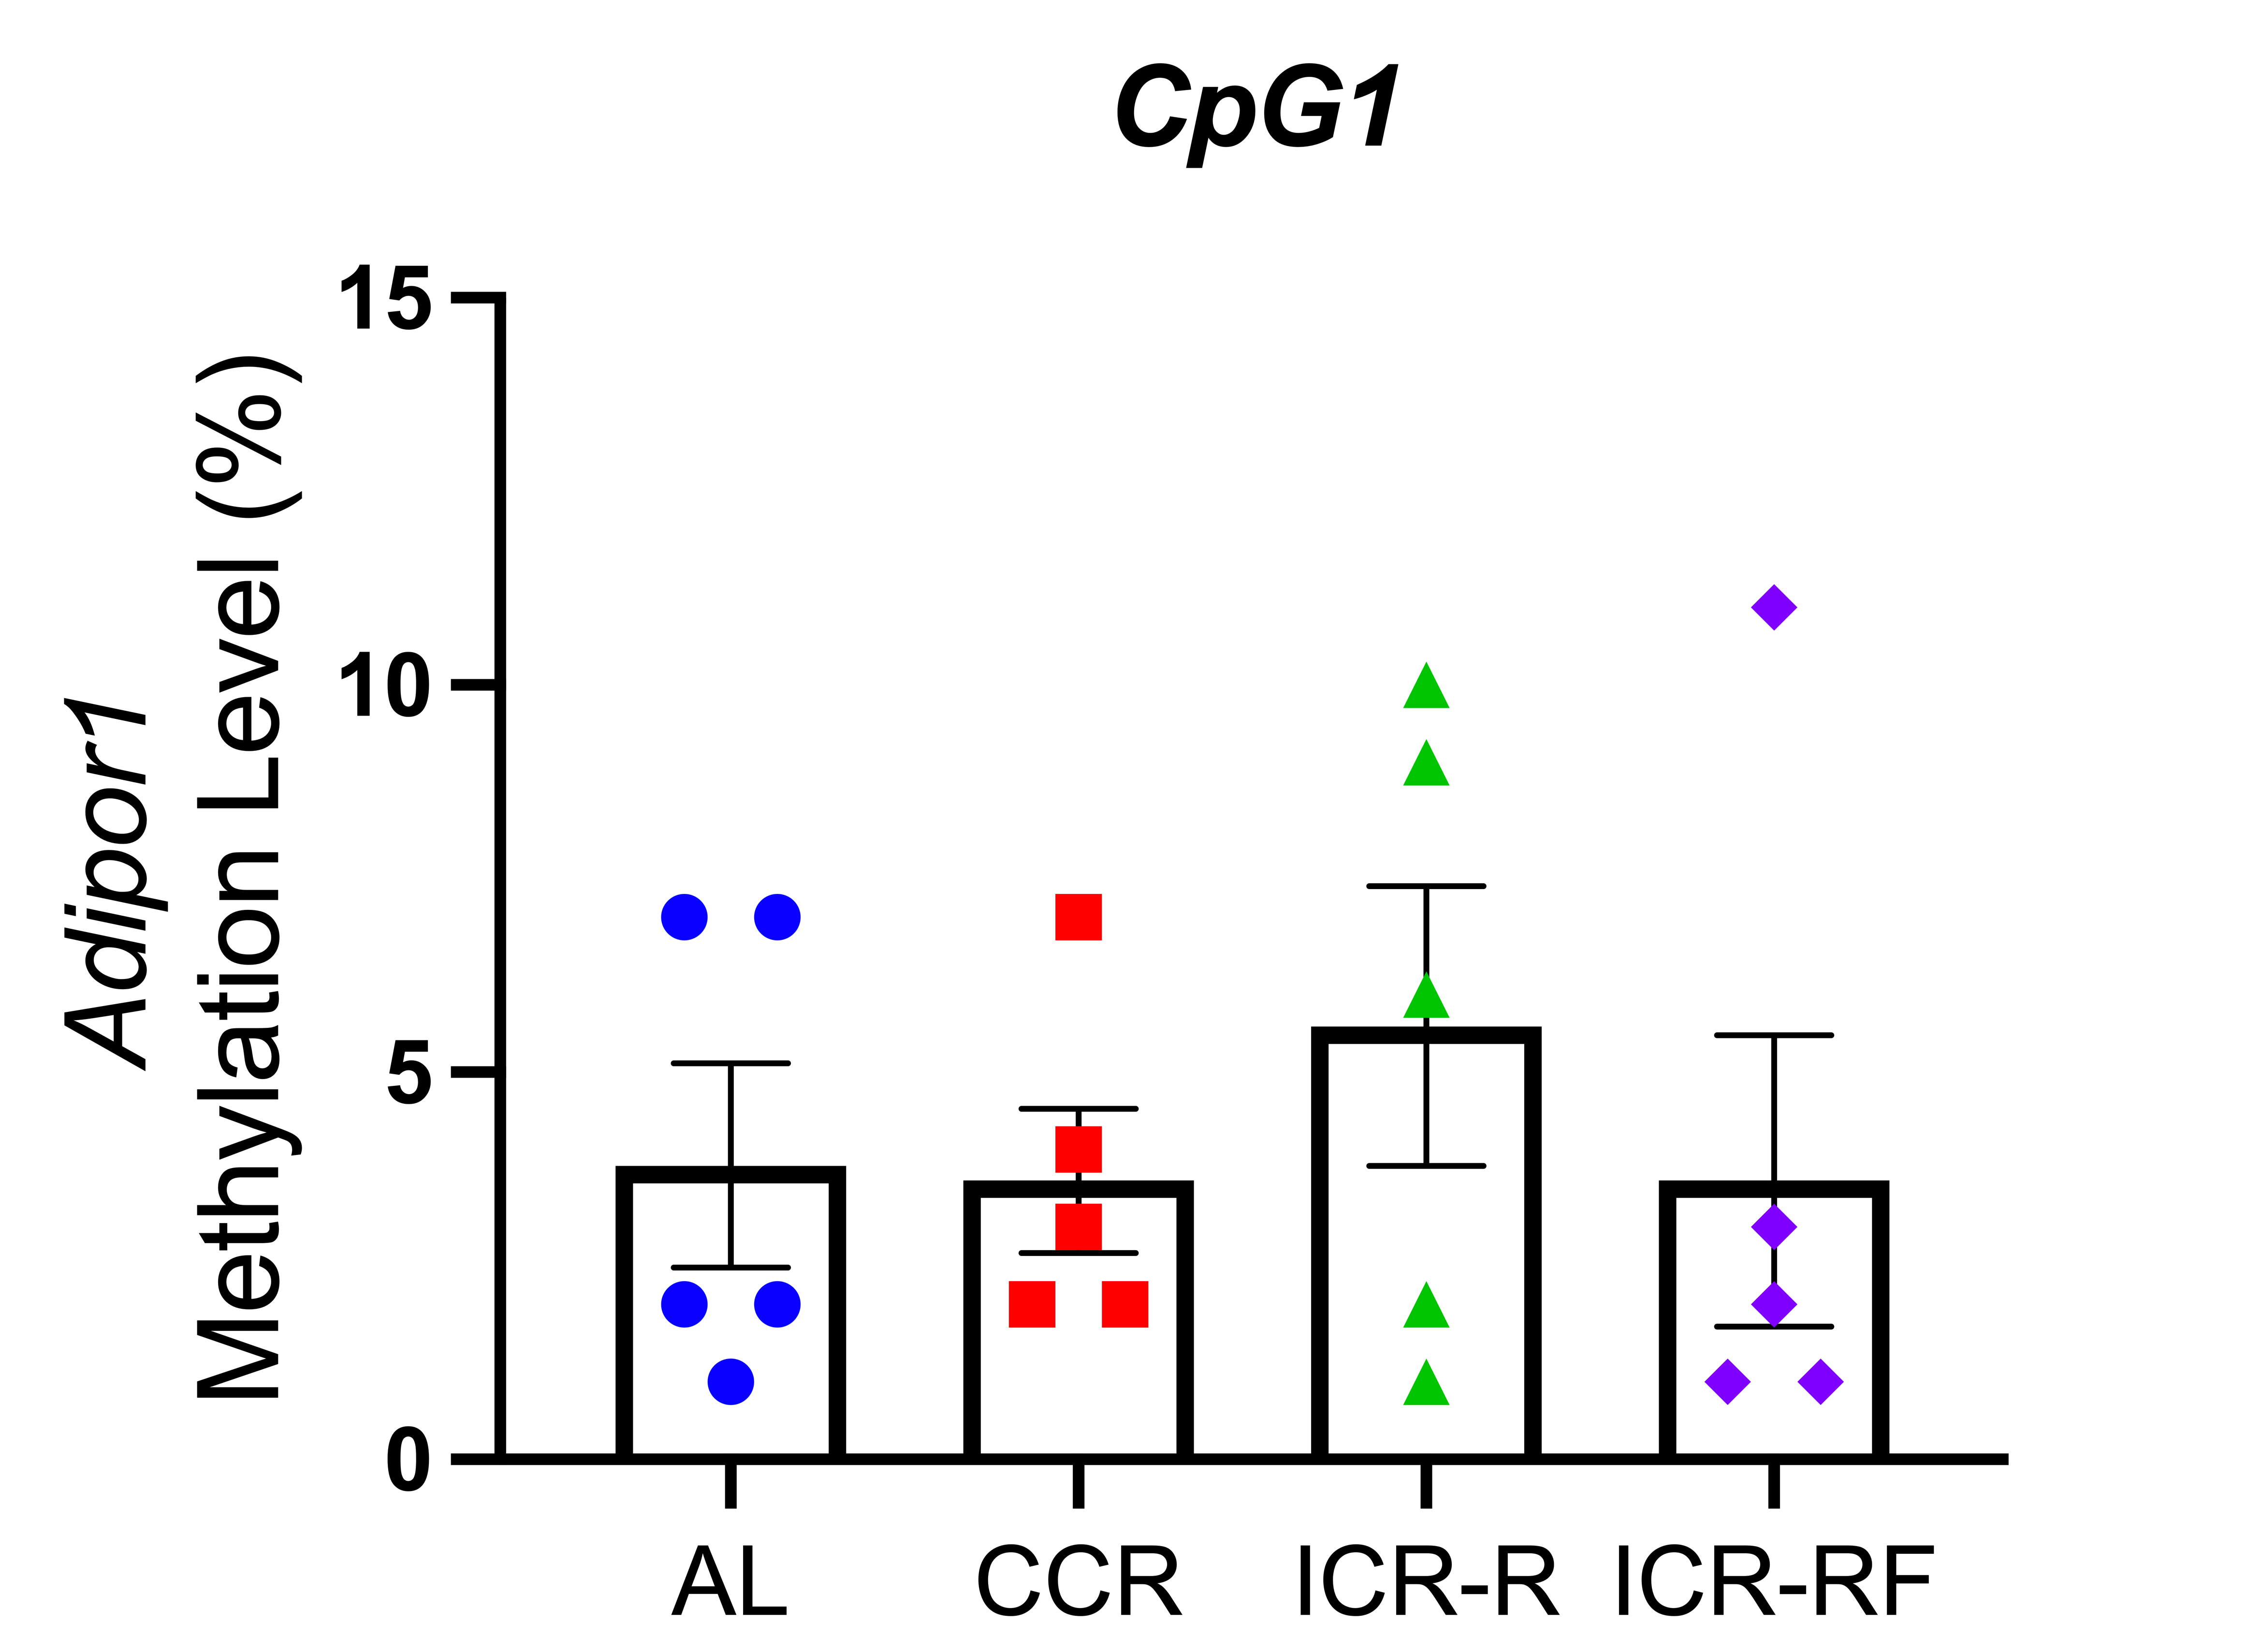 CpG1
Adipor1
Methylation Level (%)
15
10
5
0
AL CCR ICR-R ICR-RF